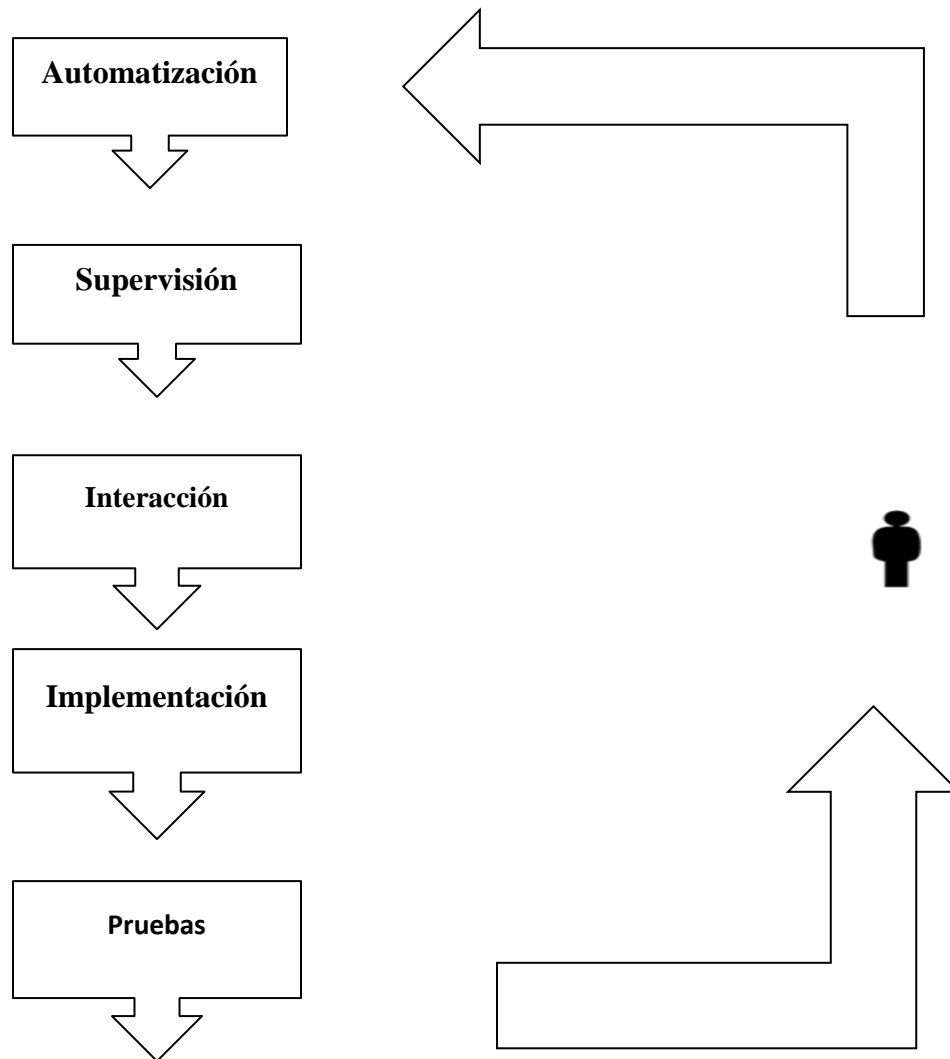 Automatización
Supervisión
Interacción
Implementación
Pruebas